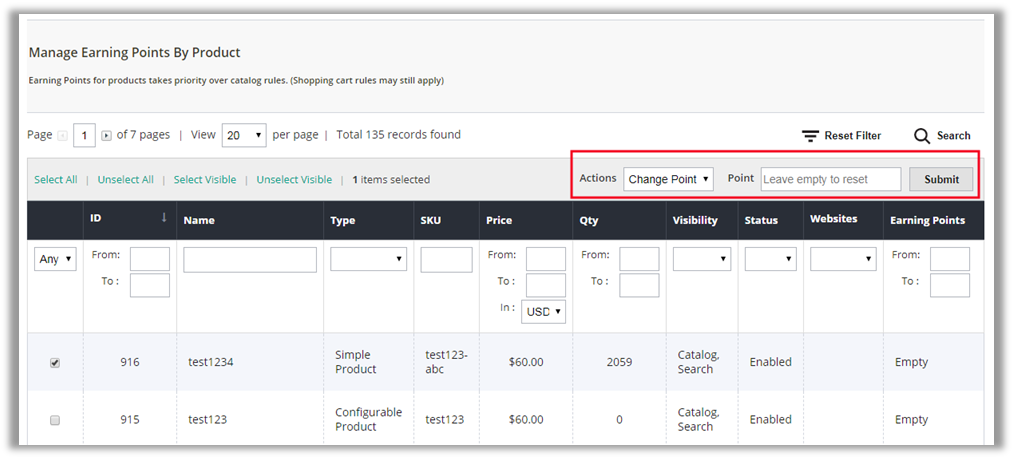 Manage Earning Points By Product
Earning Points for products takes priority over catalog rules. (Shopping cart rules may still apply)
Page 1 of 7 pages | View 20 per page | Total 135 records found Reset Filter Search
Select All | Unselect All | Select Visible | Unselect Visible | 1 items selected Actions Change Point Point Leave empty to reset Submit
ID ↓ Name Type SKU Price Qty Visibility Status Websites Earning Points
Any From: From: From: From:
To : To : To : To :
In : USD
916 test1234 Simple Product test123-abc $60.00 2059 Catalog, Search Enabled Empty
915 test123 Configurable Product test123 $60.00 0 Catalog, Search Enabled Empty